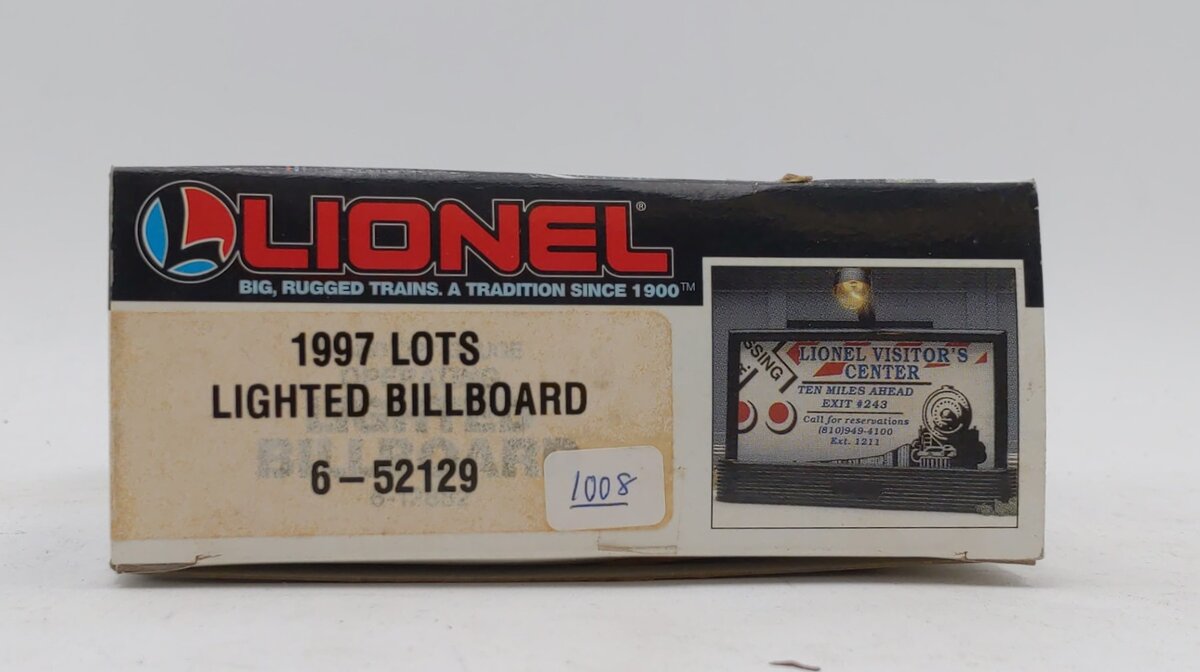 LIONEL®
BIG, RUGGED TRAINS. A TRADITION SINCE 1900™
1997 LOTS
LIGHTED BILLBOARD
6-52129
1008
SSING
LIONEL VISITOR'S
CENTER
TEN MILES AHEAD
EXIT #243
Call for reservations
(810)949-4100
Ext. 1211